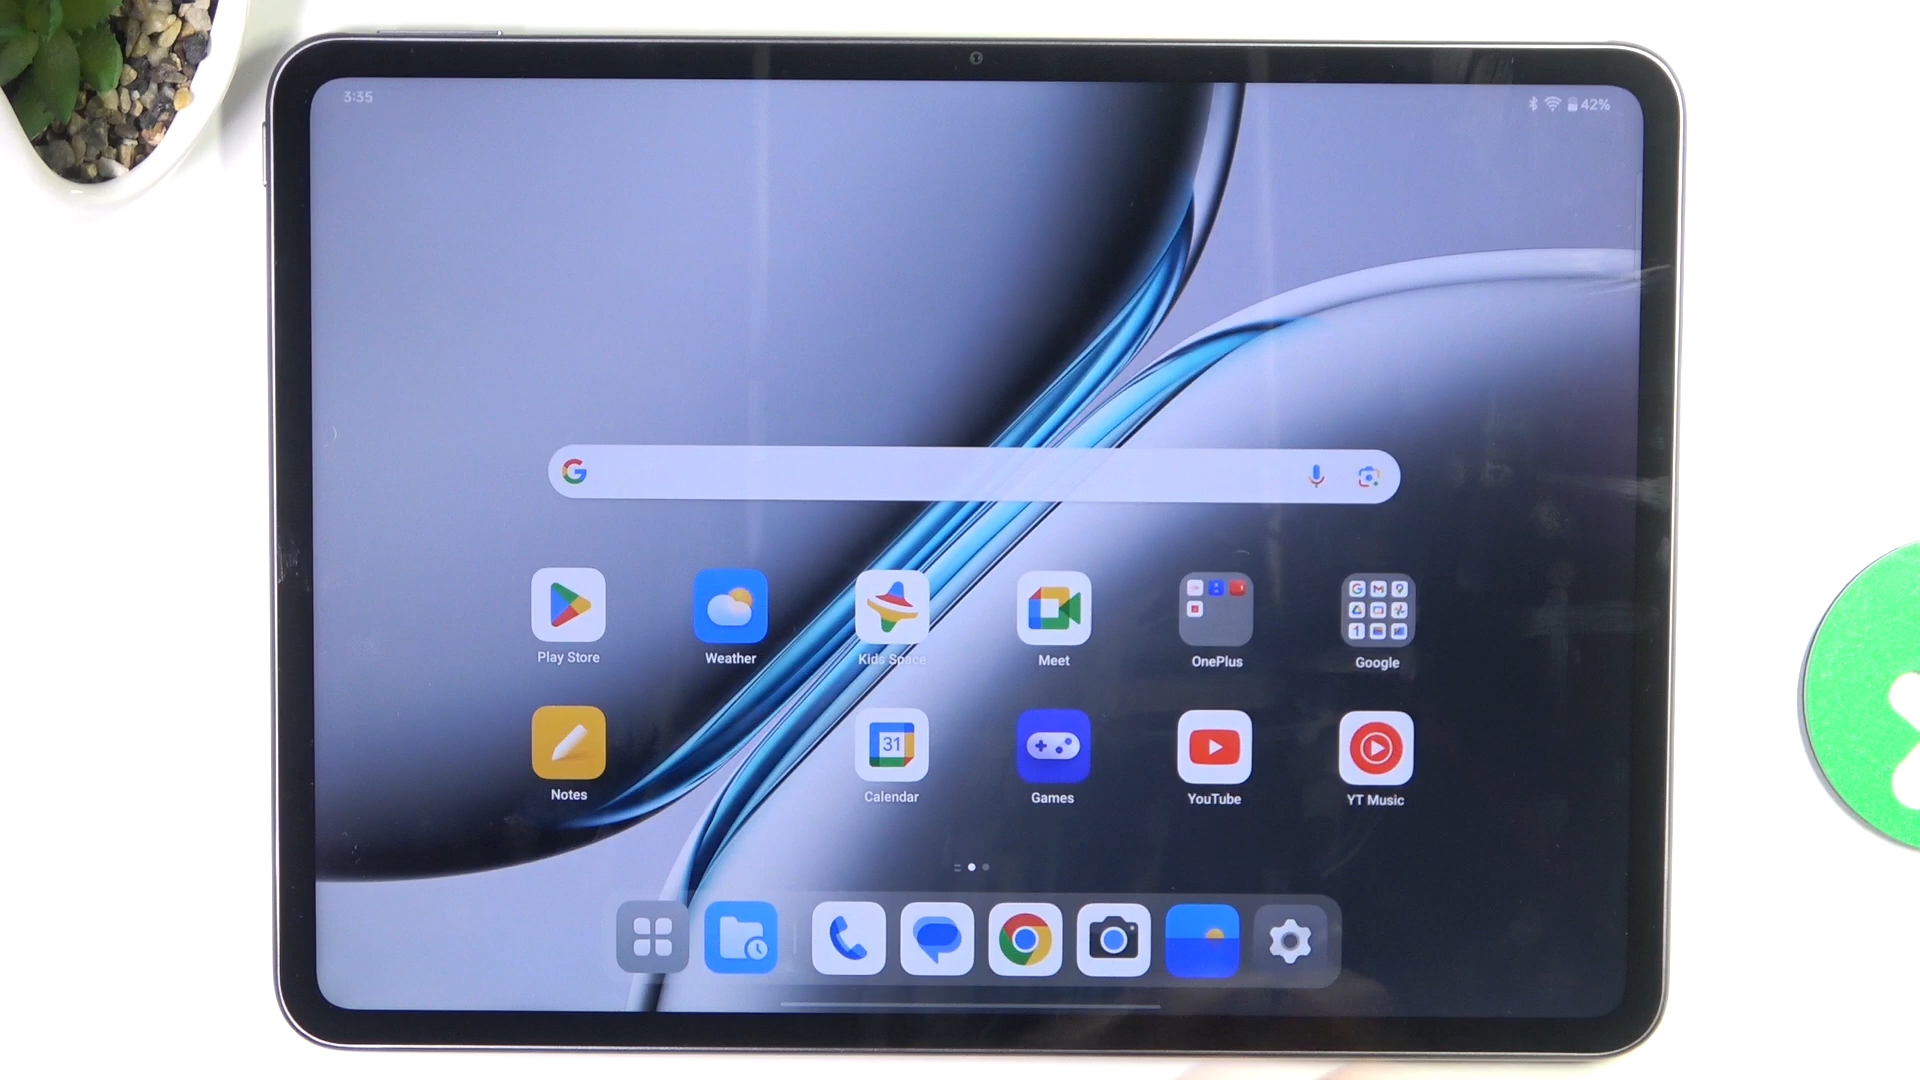 3:35
42%
Play Store
Weather
Kids Space
Meet
OnePlus
Google
Notes
31
Calendar
Games
YouTube
YT Music